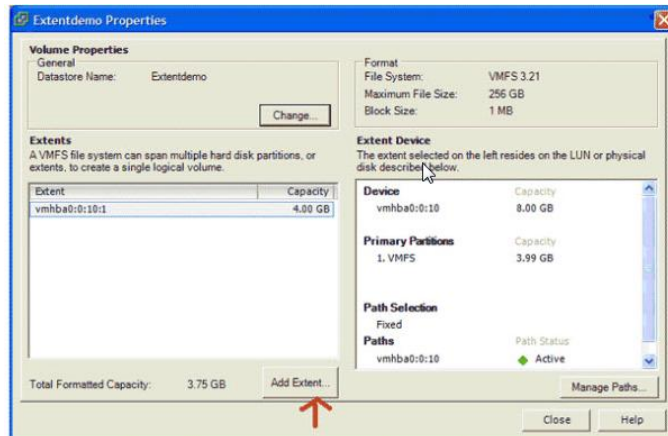 Extentdemo Properties
Volume Properties
General
Datastore Name: Extentdemo
Change...
Format
File System: VMFS 3.21
Maximum File Size: 256 GB
Block Size: 1 MB
Extents
A VMFS file system can span multiple hard disk partitions, or
extents, to create a single logical volume.
Extent Capacity
vmhba0:0:10:1 4.00 GB
Total Formatted Capacity: 3.75 GB
Add Extent...
Extent Device
The extent selected on the left resides on the LUN or physical
disk described below.
Device Capacity
vmhba0:0:10 8.00 GB
Primary Partitions Capacity
1. VMFS 3.99 GB
Path Selection
Fixed
Paths Path Status
vmhba0:0:10 Active
Manage Paths...
Close Help